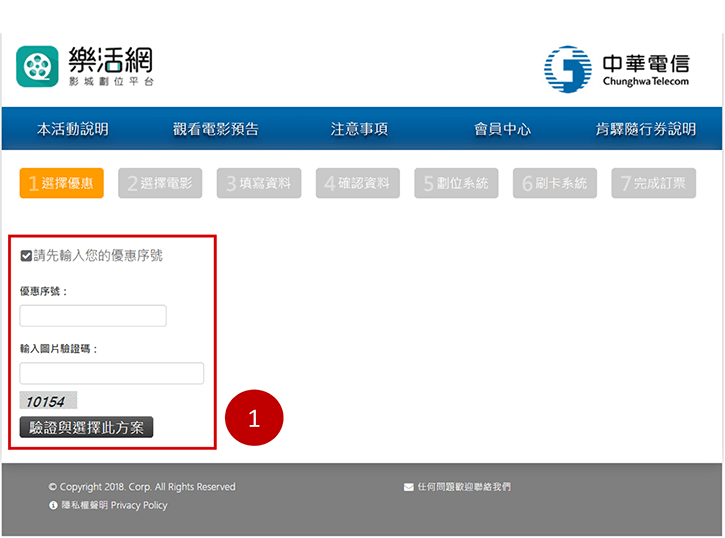 樂活網
影城劃位平台
中華電信
Chunghwa Telecom
本活動說明 觀看電影預告 注意事項 會員中心 肯驛隨行券說明
1 選擇優惠 2 選擇電影 3 填寫資料 4 確認資料 5 劃位系統 6 刷卡系統 7 完成訂票
請先輸入您的優惠序號
優惠序號：
輸入圖片驗證碼：
10154
驗證與選擇此方案
1
© Copyright 2018. Corp. All Rights Reserved
任何問題歡迎聯絡我們
隱私權聲明 Privacy Policy